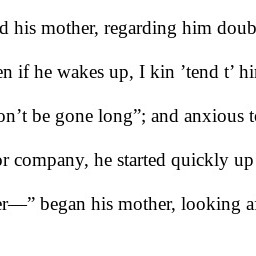 d his mother, regarding him doub
en if he wakes up, I kin ’tend t’ hi
on’t be gone long”; and anxious t
or company, he started quickly up
er—” began his mother, looking a